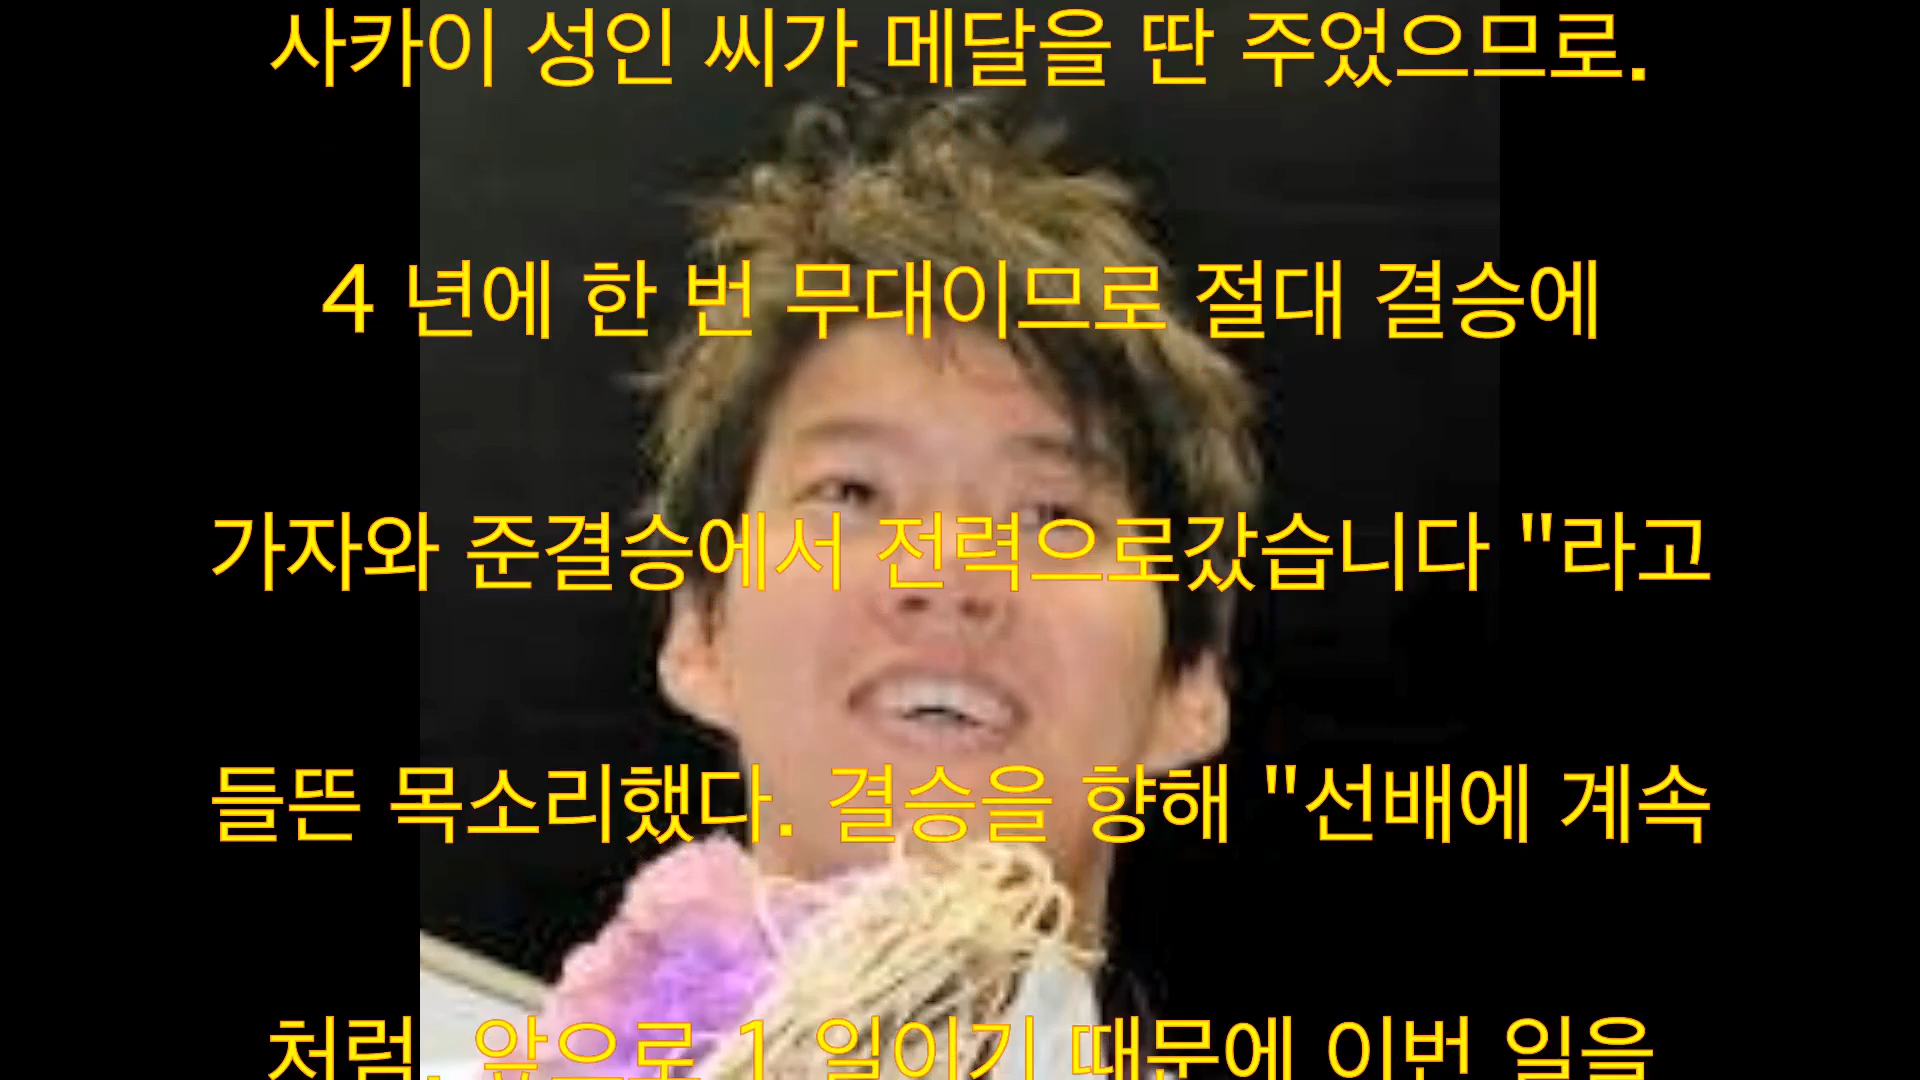 사카이 성인 씨가 메달을 딴 주었으므로.
4 년에 한 번 무대이므로 절대 결승에
가자와 준결승에서 전력으로갔습니다 "라고
들뜬 목소리했다. 결승을 향해 "선배에 계속
처럼. 앞으로 1 일이기 때문에 이번 일을